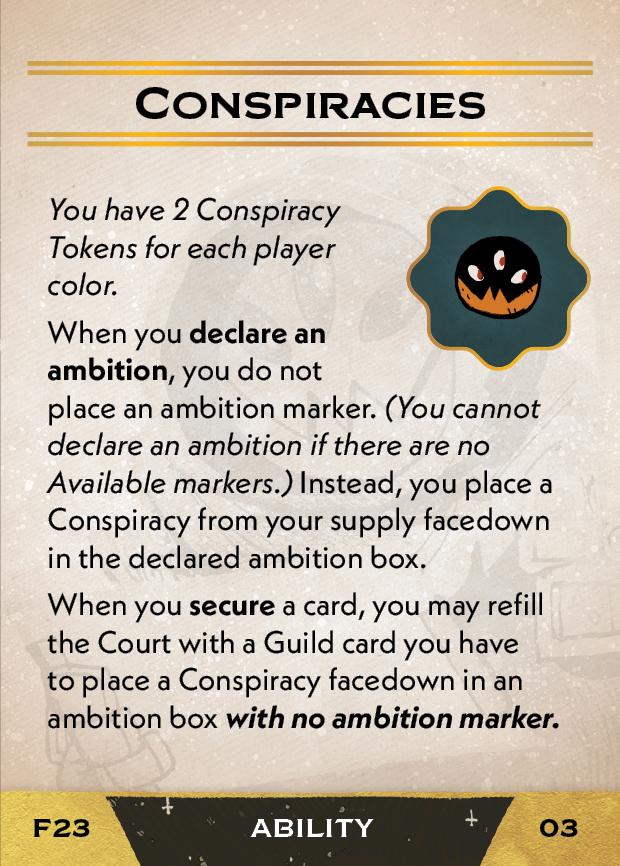 CONSPIRACIES
You have 2 Conspiracy
Tokens for each player
color.
When you declare an
ambition, you do not
place an ambition marker. (You cannot
declare an ambition if there are no
Available markers.) Instead, you place a
Conspiracy from your supply facedown
in the declared ambition box.
When you secure a card, you may refill
the Court with a Guild card you have
to place a Conspiracy facedown in an
ambition box with no ambition marker.
F23 ABILITY 03